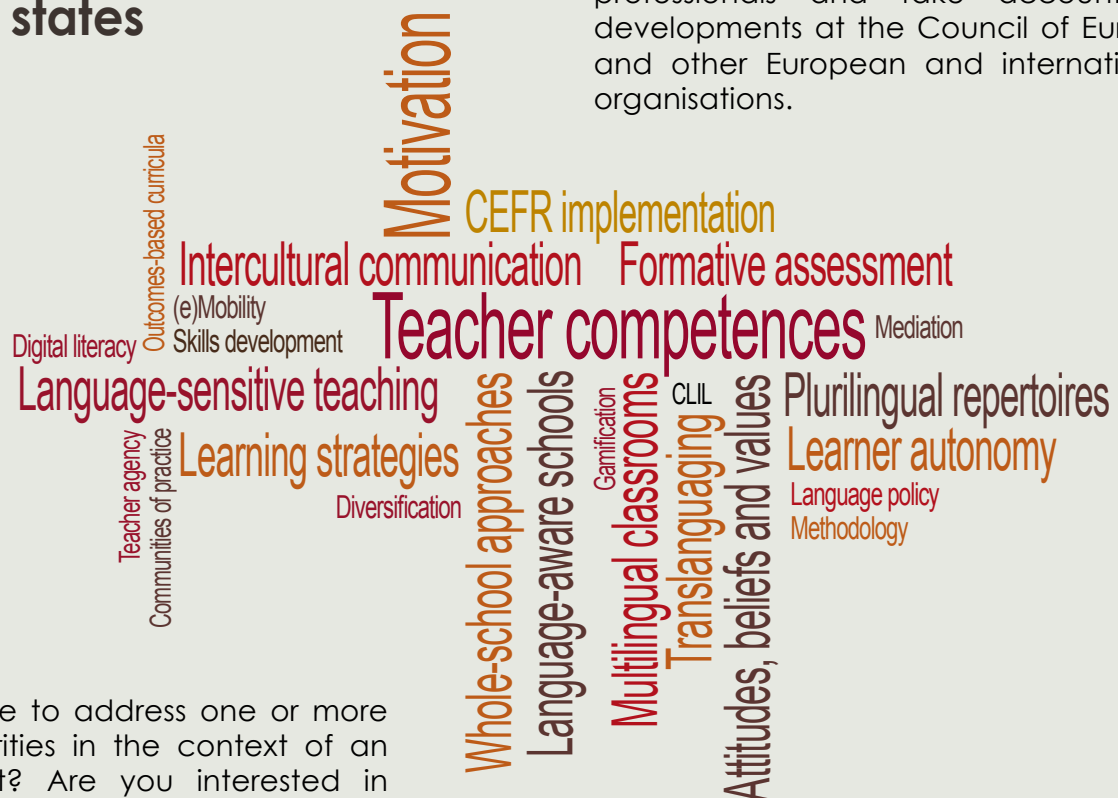 states
professionals and take account
developments at the Council of Eur
and other European and internati
organisations.
Motivation
Outcomes-based curricula
CEFR implementation
Intercultural communication
Formative assessment
(e)Mobility
Digital literacy
Skills development
Teacher competences
Mediation
Language-sensitive teaching
Teacher agency
Communities of practice
Learning strategies
Diversification
Whole-school approaches
Language-aware schools
Gamification
Multilingual classrooms
CLIL
Translanguaging
Attitudes, beliefs and values
Plurilingual repertoires
Learner autonomy
Language policy
Methodology
e to address one or more
rities in the context of an
t? Are you interested in